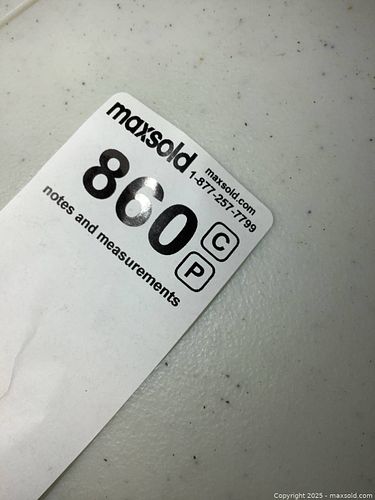 maxsold
maxsold.com
1-877-257-7799
860
C
P
notes and measurements
Copyright 2025 - maxsold.com